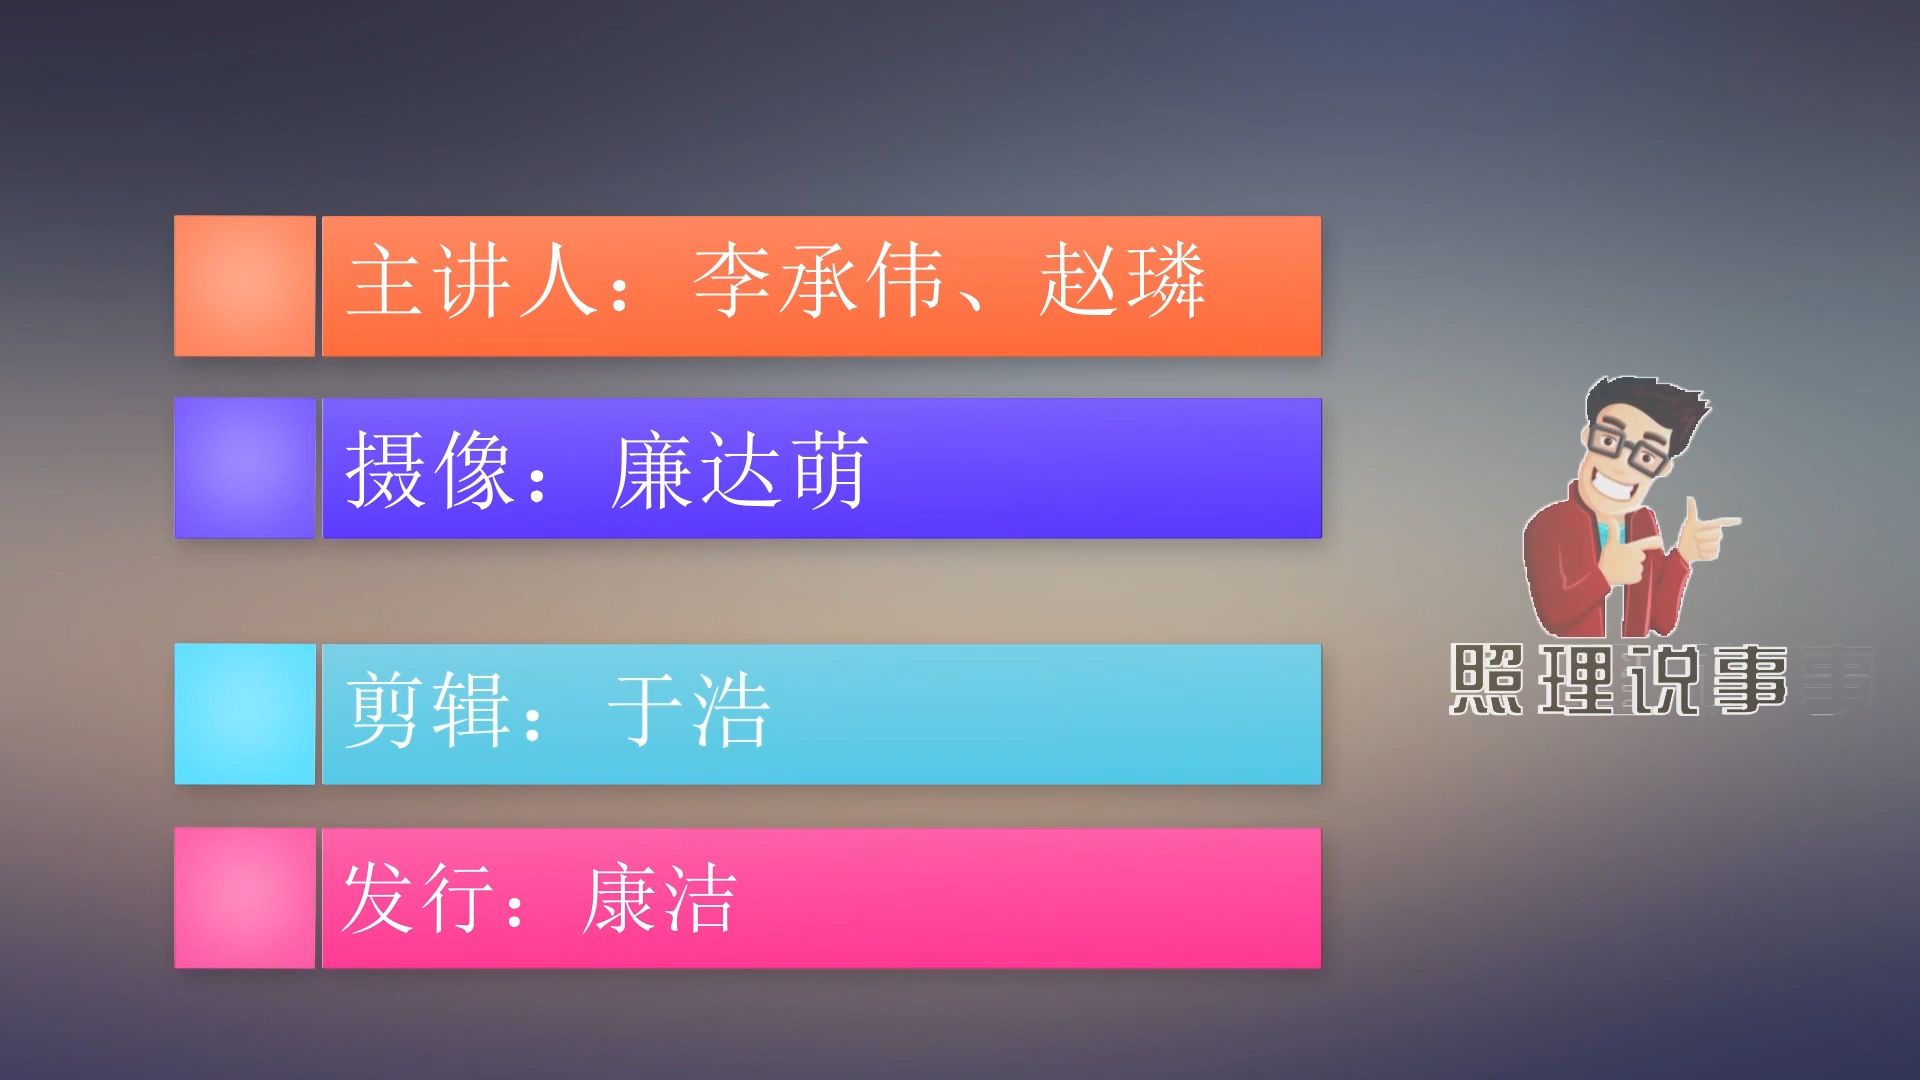 主讲人：李承伟、赵璘
摄像：廉达萌
剪辑：于浩
发行：康洁
照理说事